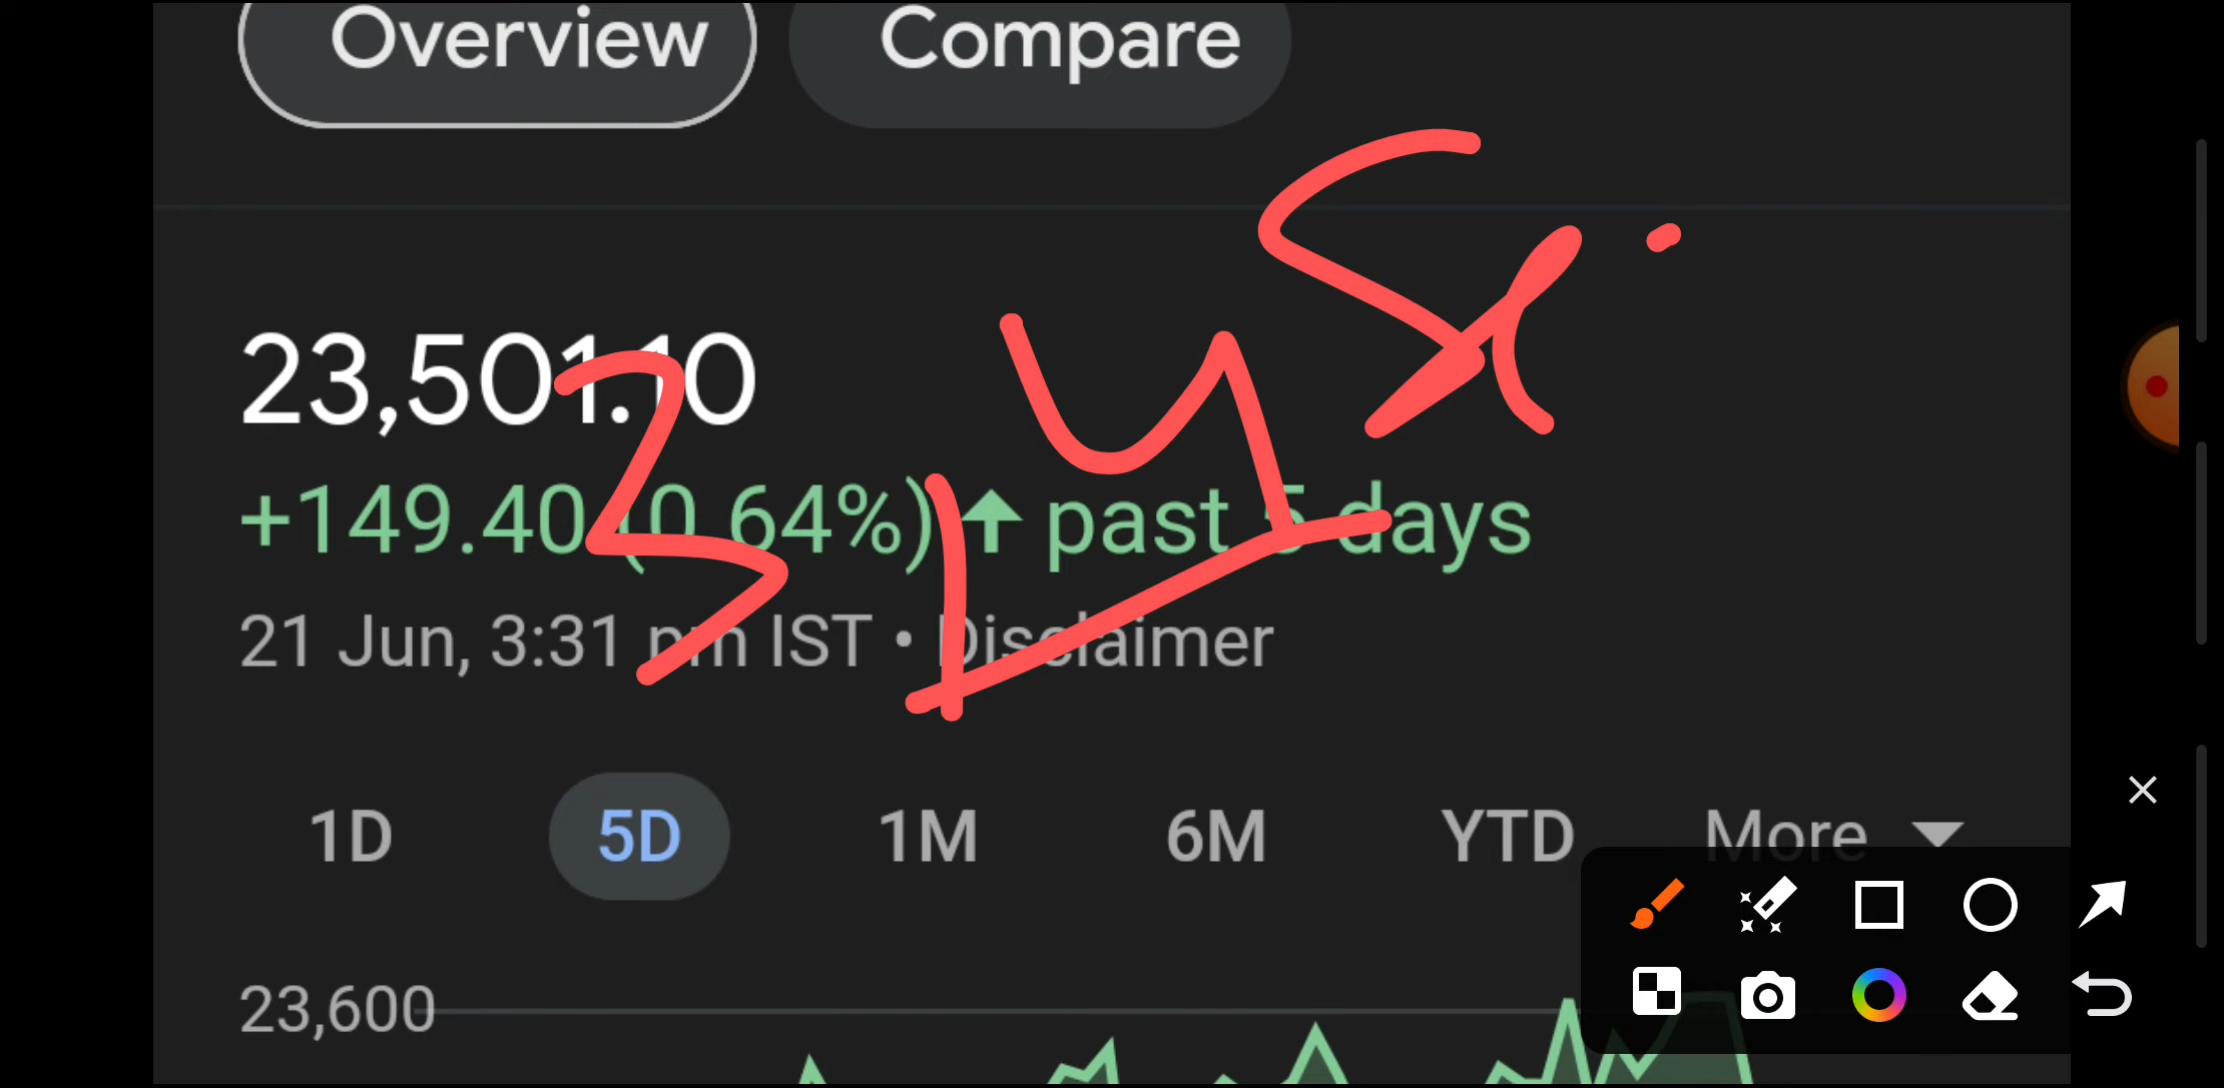 Overview Compare
23,501.10
+149.40 (0.64%) ↑ past 5 days
21 Jun, 3:31 pm IST • Disclaimer
1D 5D 1M 6M YTD More
23,600